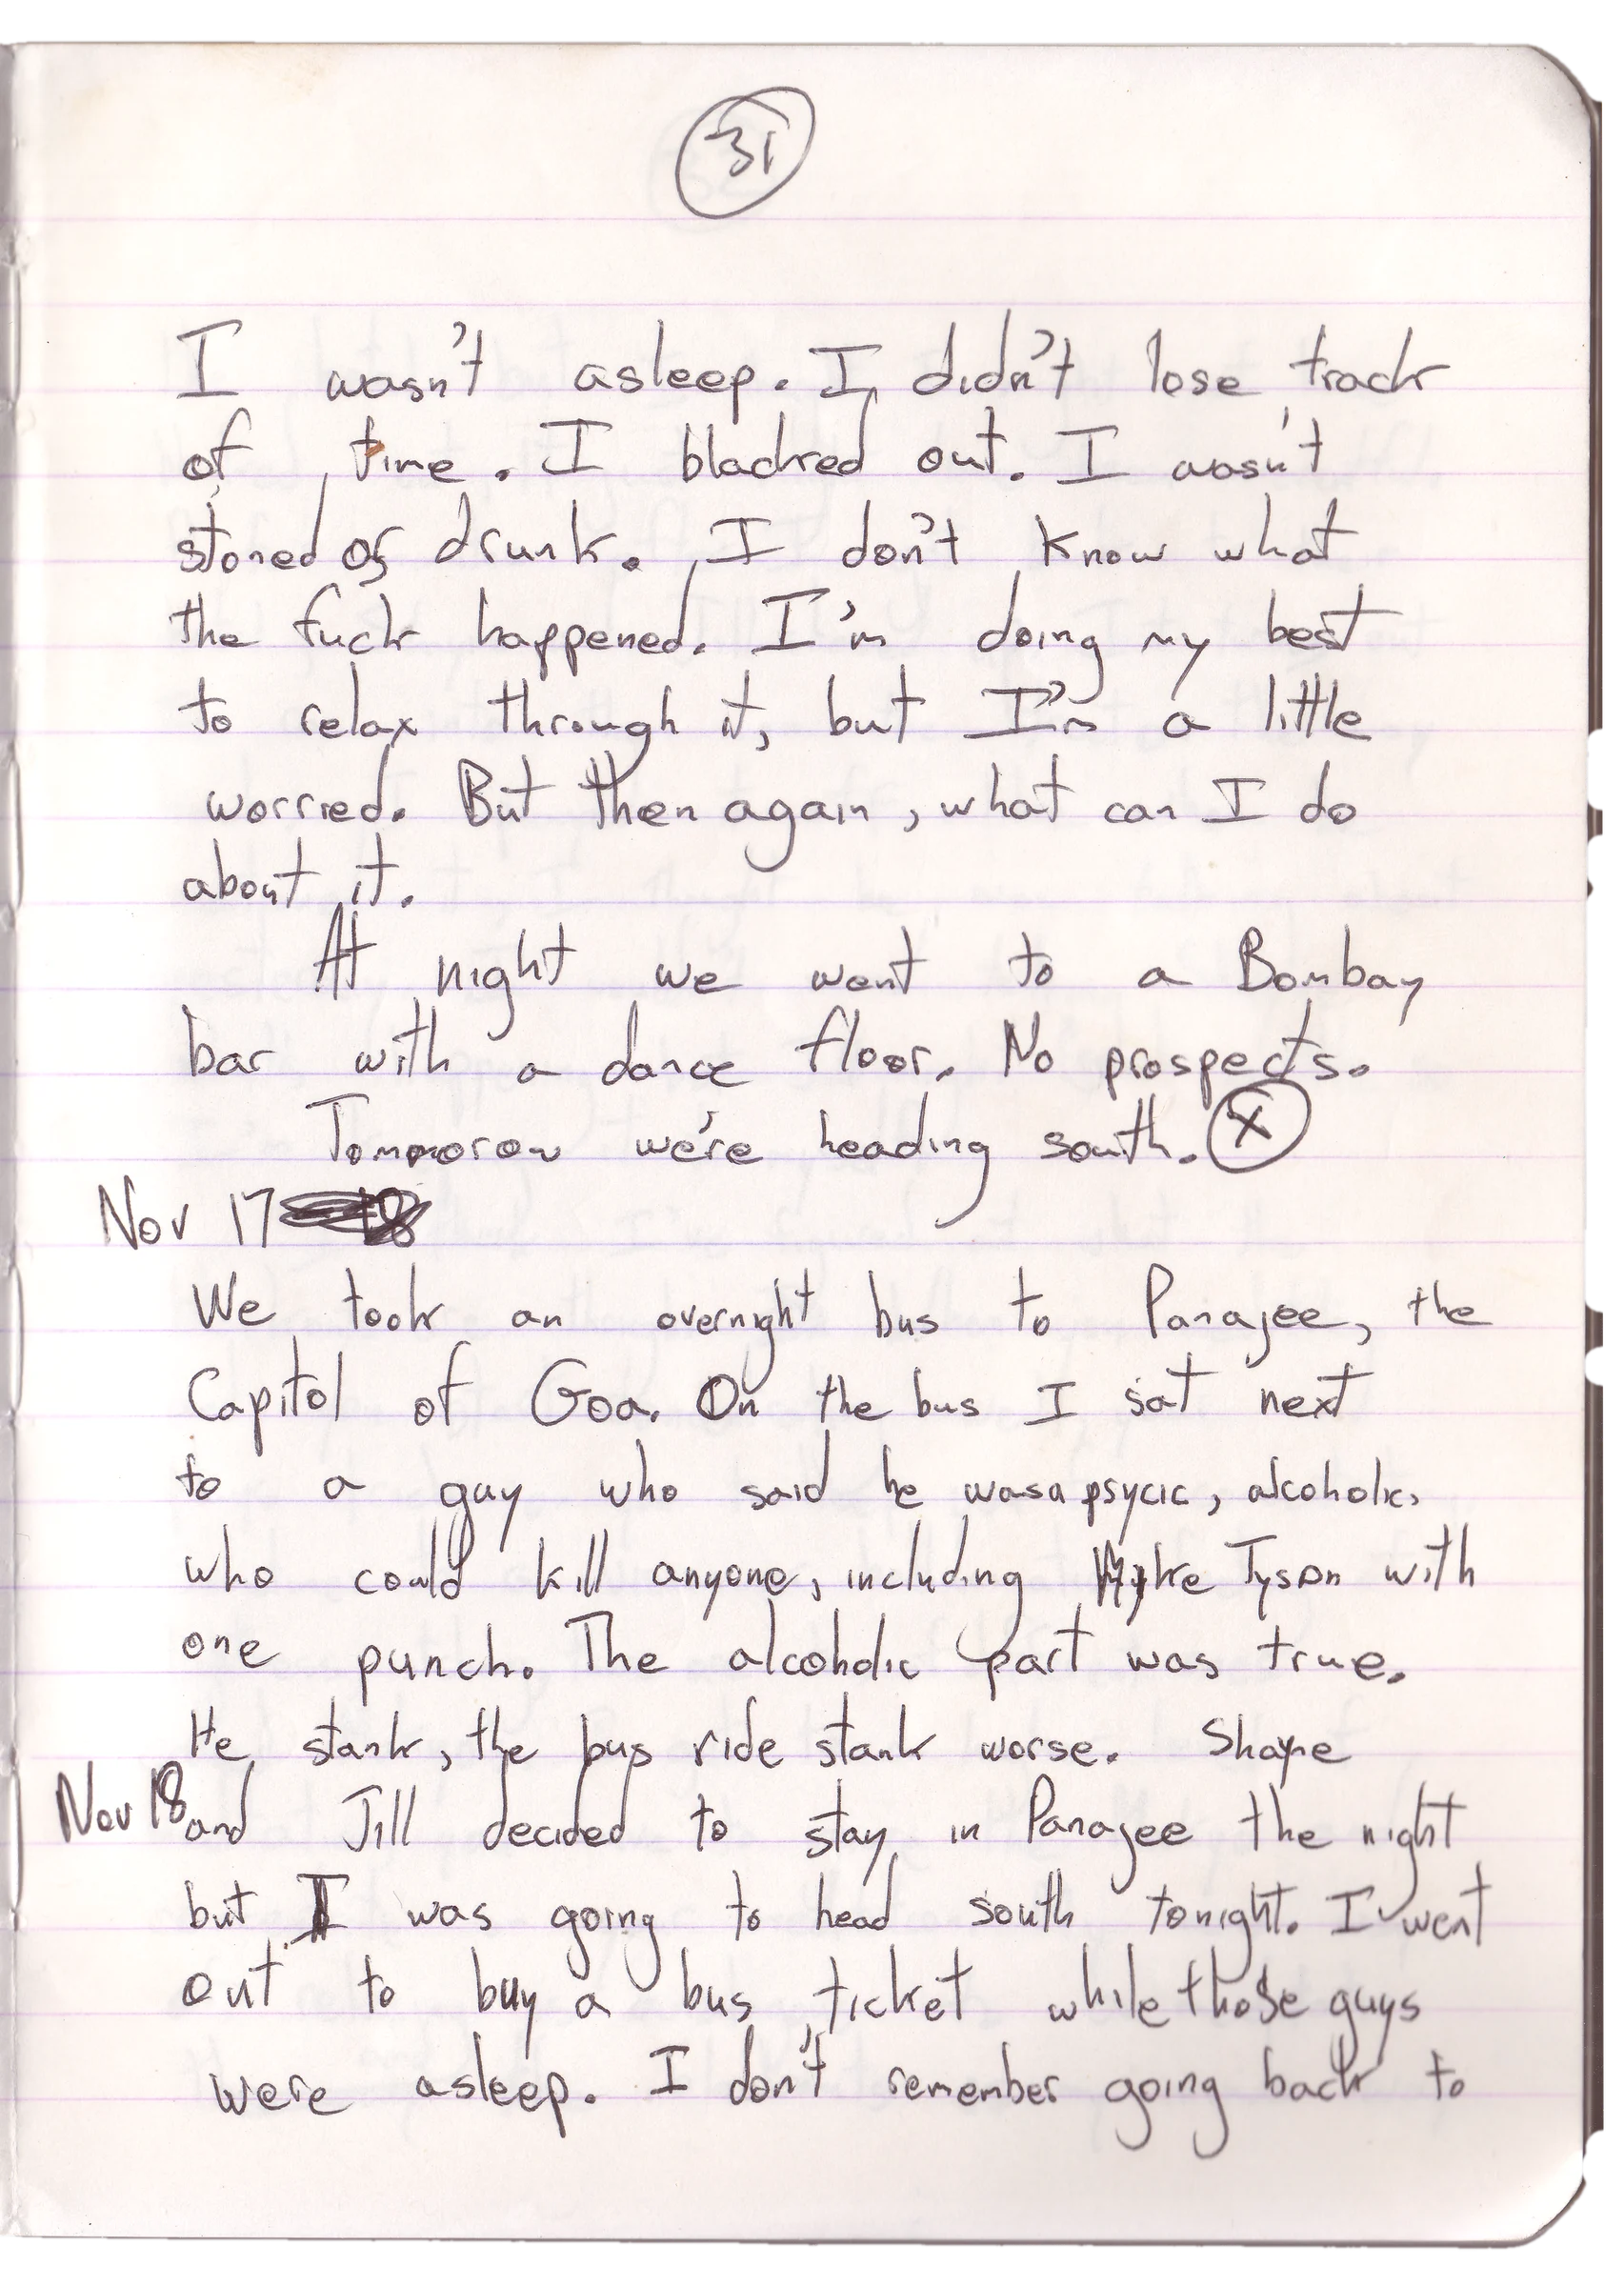 31
I wasn't asleep. I didn't lose track
of time. I blacked out. I wasn't
stoned or drunk. I don't know what
the fuck happened. I'm doing my best
to relax through it, but I'm a little
worried. But then again, what can I do
about it.
At night we went to a Bombay
bar with a dance floor. No prospects.
Tommorow we're heading south. X
Nov 17
We took an overnight bus to Panajee, the
Capitol of Goa. On the bus I sat next
to a guy who said he was a psycic, alcoholic,
who could kill anyone, including Myke Tyson with
one punch. The alcoholic part was true.
He stank, the bus ride stank worse. Shayne
Nov 18 and Jill decided to stay in Panajee the night
but I was going to head south tonight. I went
out to buy a bus ticket while those guys
were asleep. I don't remember going back to